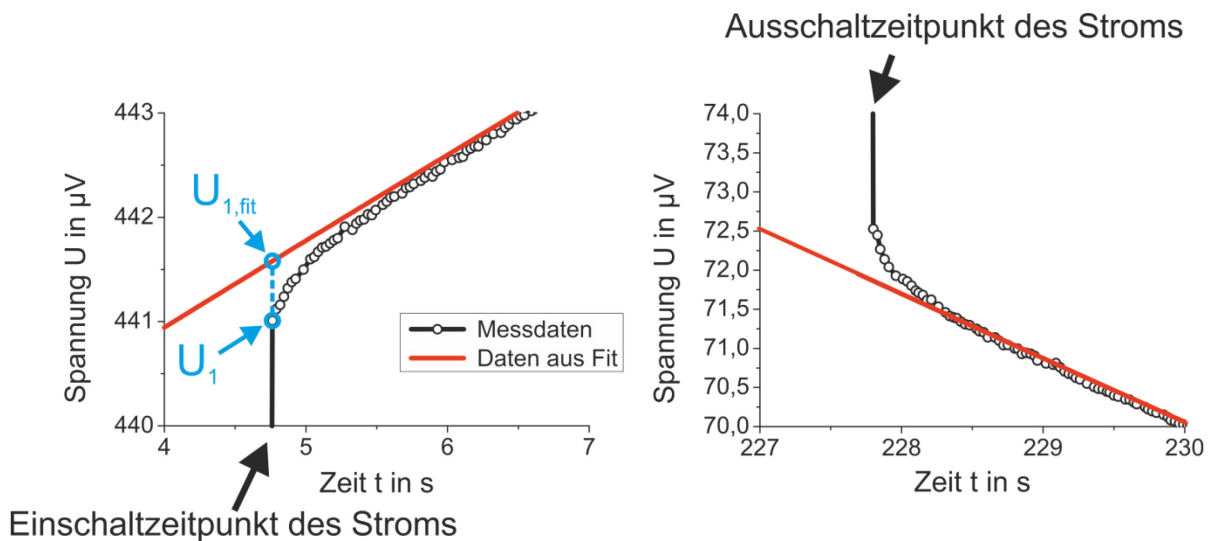 Ausschaltzeitpunkt des Stroms
443
442
441
440
Spannung U in µV
U1,fit
U1
Messdaten
Daten aus Fit
4 5 6 7
Zeit t in s
Einschaltzeitpunkt des Stroms
74,0
73,5
73,0
72,5
72,0
71,5
71,0
70,5
70,0
Spannung U in µV
227 228 229 230
Zeit t in s